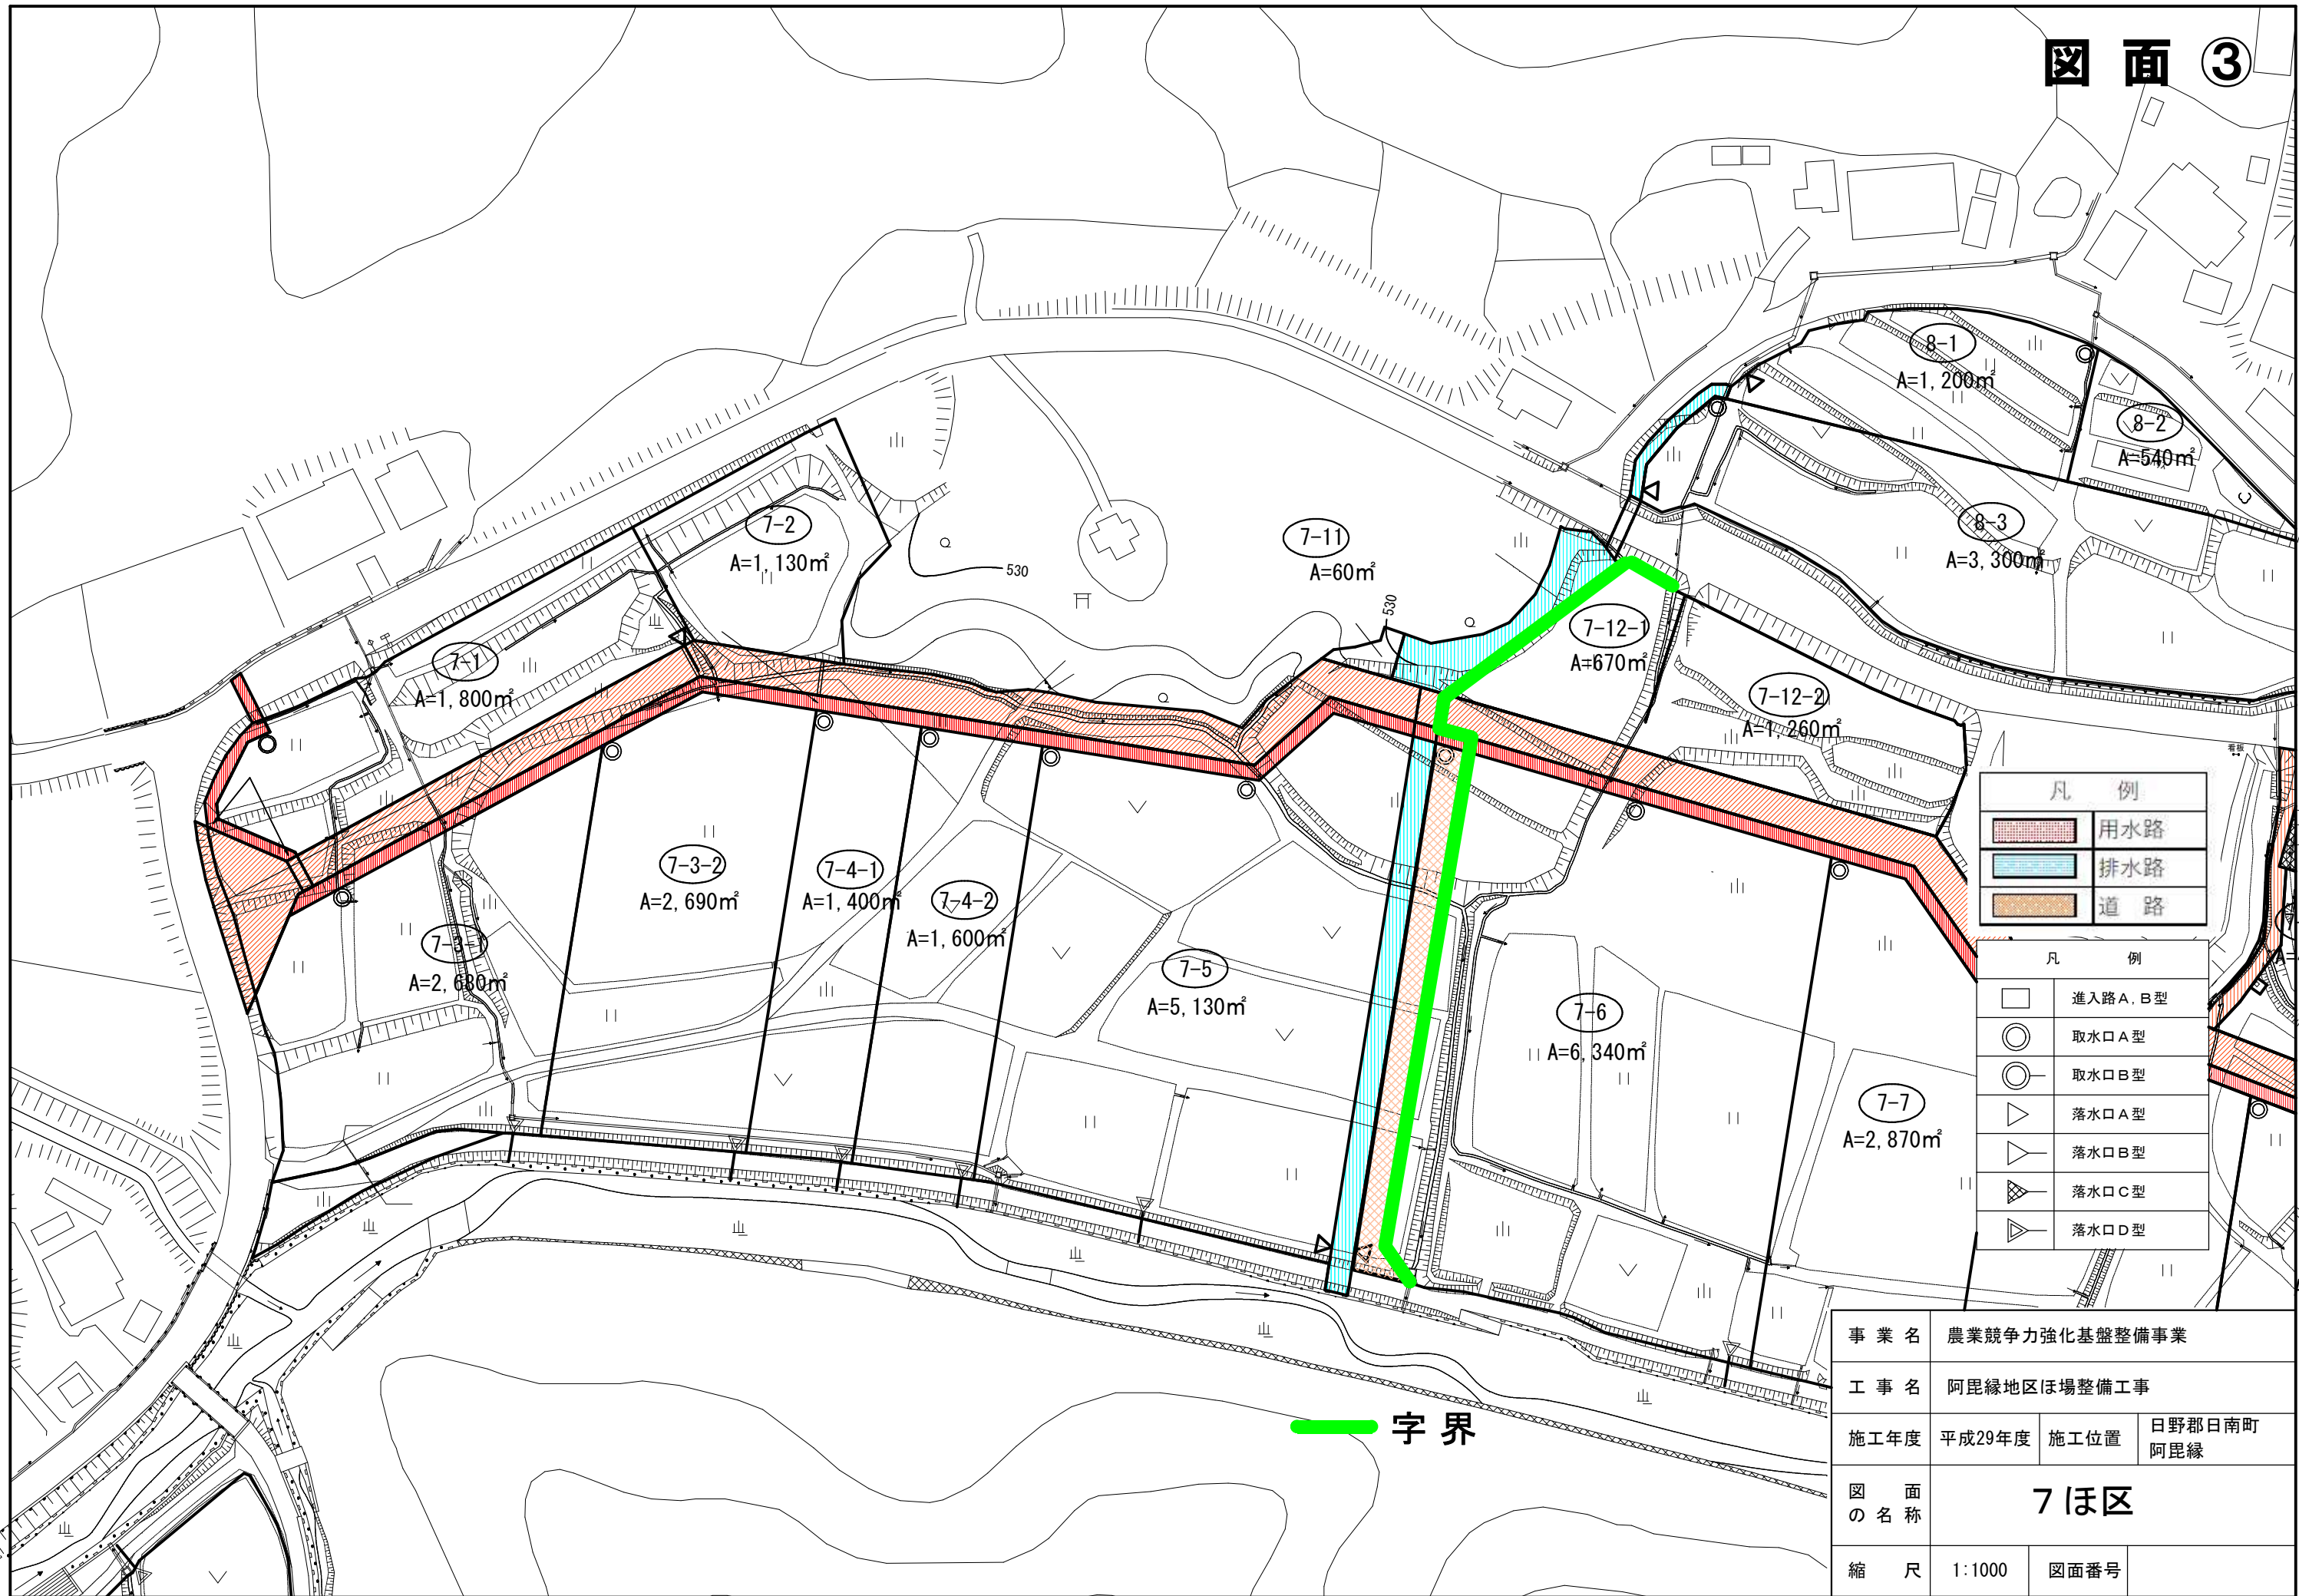 図 面 ③
8-1
A=1,200㎡
8-2
A=540㎡
7-2
A=1,130㎡
7-11
A=60㎡
8-3
A=3,300㎡
530
530
7-12-1
A=670㎡
7-1
A=1,800㎡
7-12-2
A=1,260㎡
看板
凡 例
用水路
排水路
道 路
7-3-2
A=2,690㎡
7-4-1
A=1,400㎡
7-4-2
A=1,600㎡
7-3-1
A=2,680㎡
7-5
A=5,130㎡
7-6
A=6,340㎡
7-7
A=2,870㎡
凡 例
進入路A,B型
取水口A型
取水口B型
落水口A型
落水口B型
落水口C型
落水口D型
字 界
事 業 名 農業競争力強化基盤整備事業
工 事 名 阿毘縁地区ほ場整備工事
施工年度 平成29年度 施工位置 日野郡日南町
阿毘縁
図 面
の 名 称 7ほ区
縮 尺 1:1000 図面番号